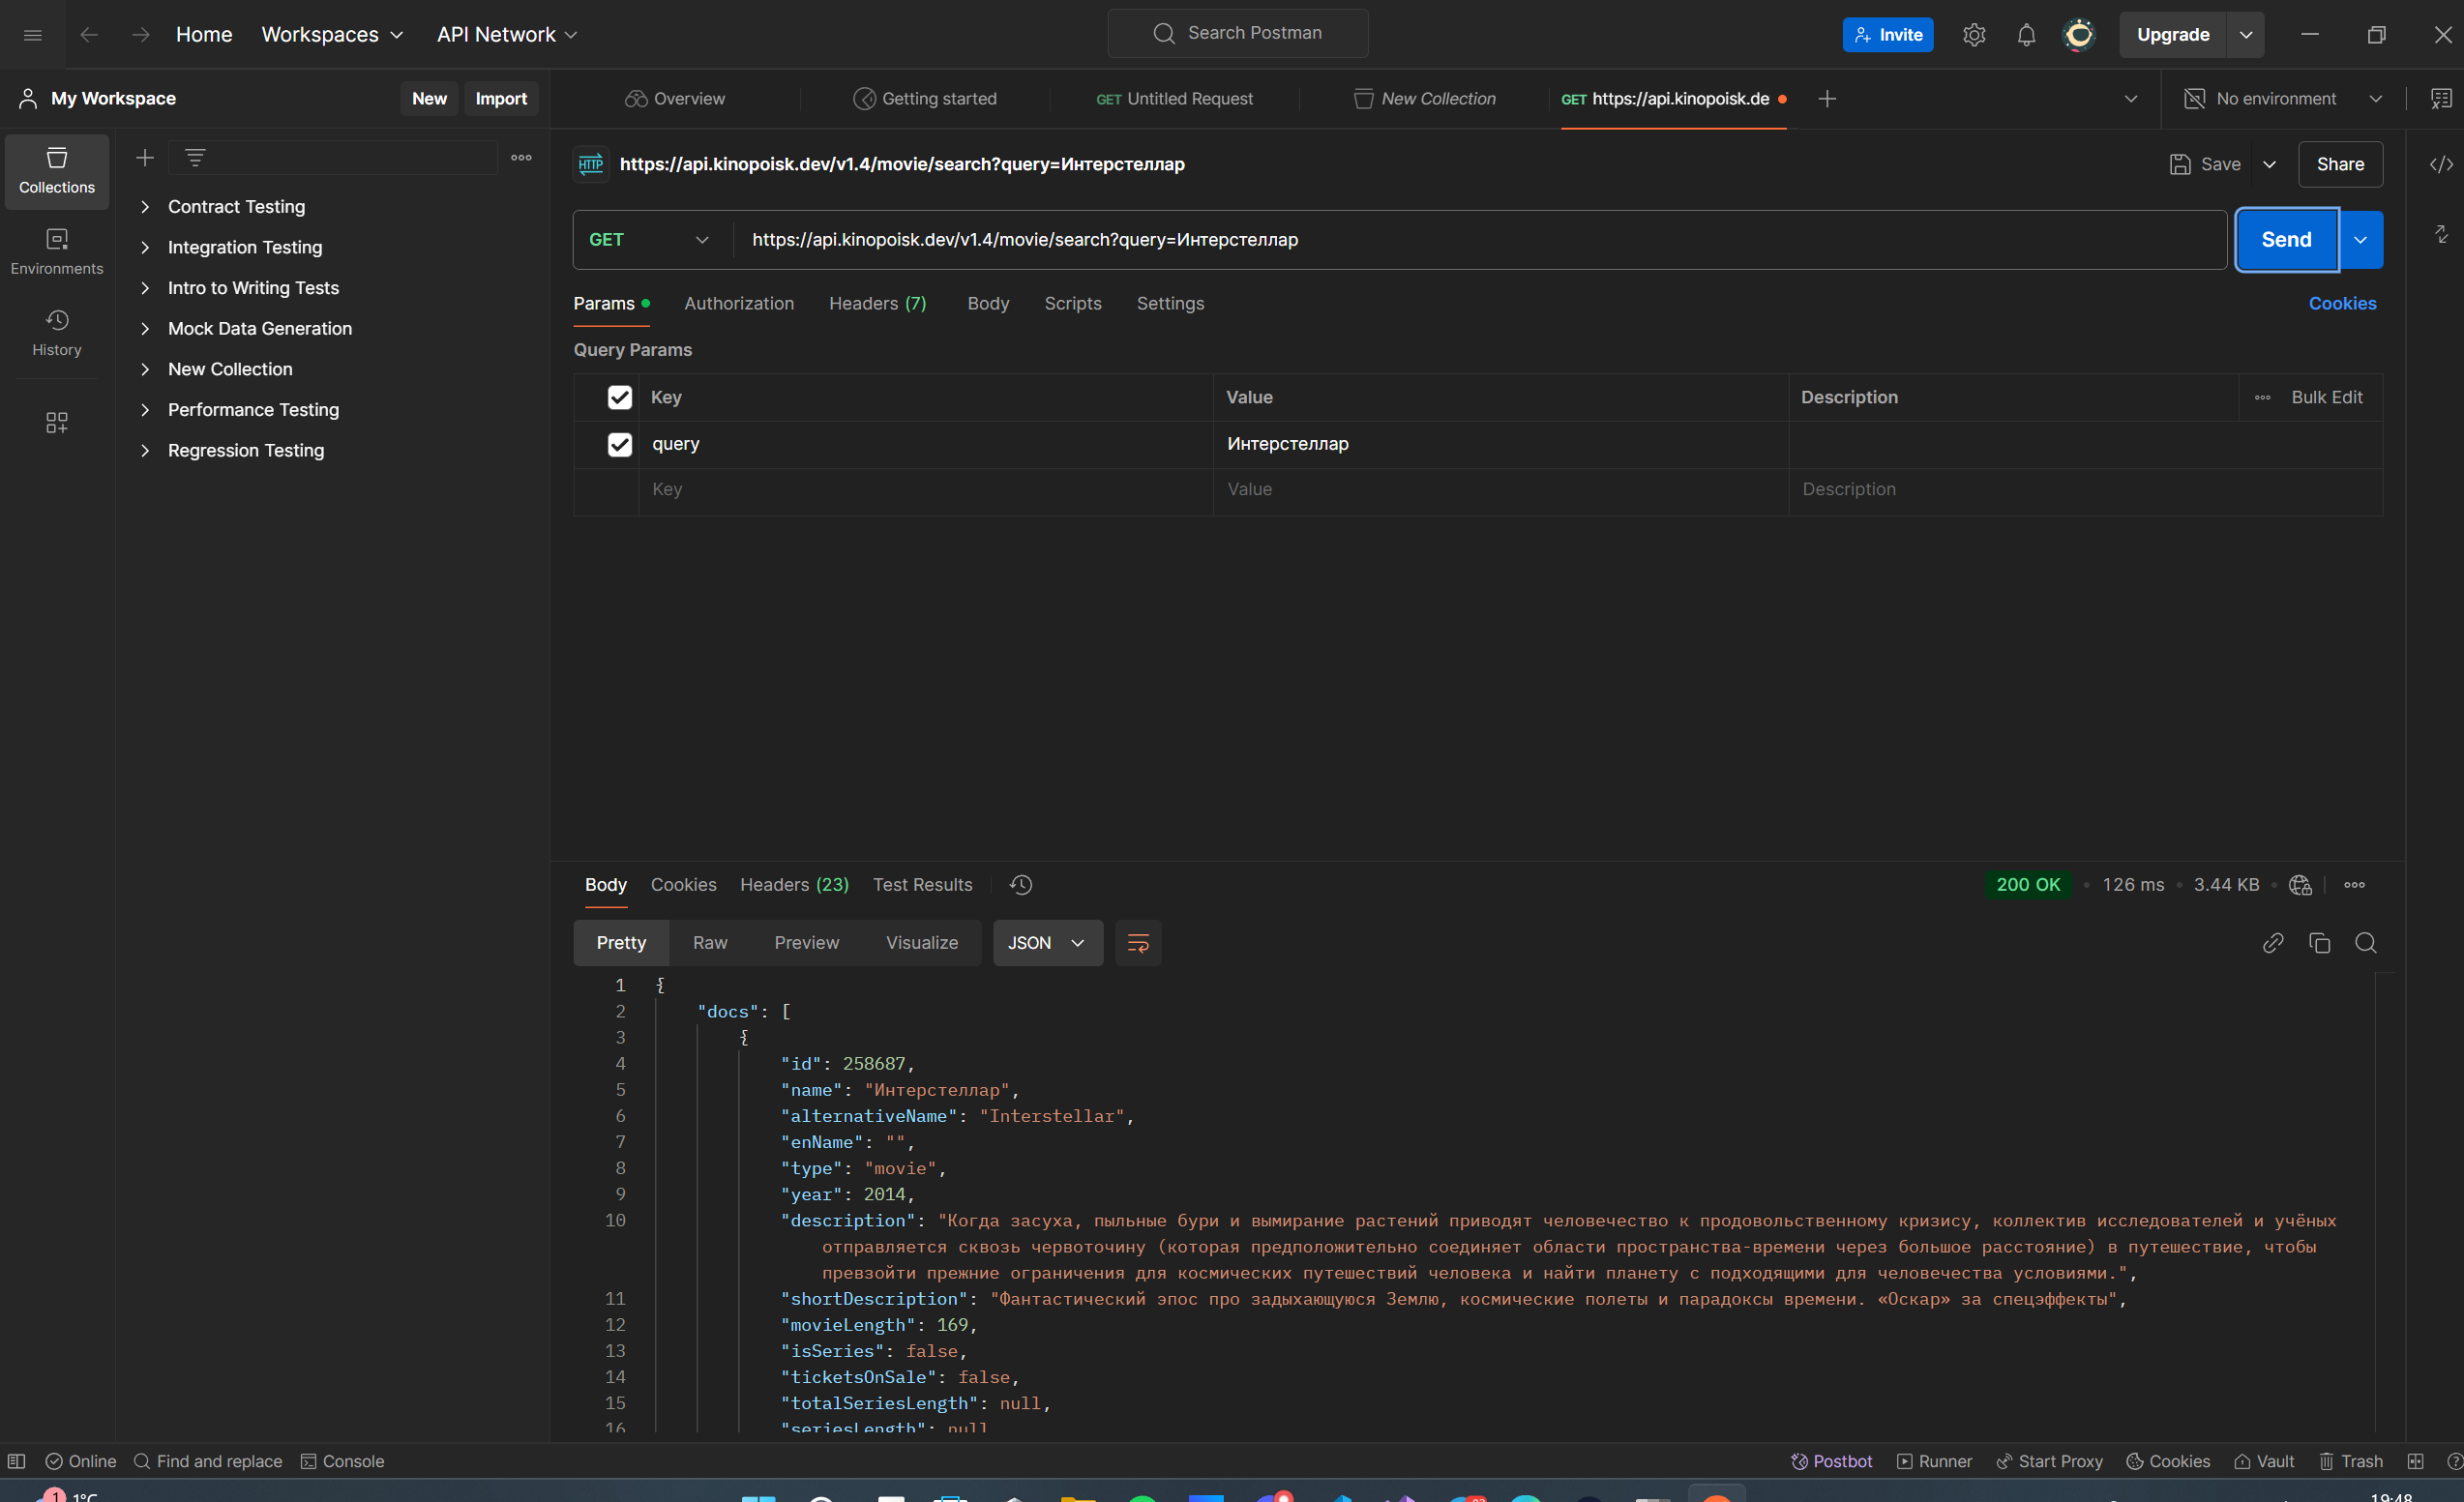 Home Workspaces API Network Search Postman Invite Upgrade
My Workspace New Import Overview Getting started GET Untitled Request New Collection GET https://api.kinopoisk.de No environment
Collections
Environments
History
Contract Testing
Integration Testing
Intro to Writing Tests
Mock Data Generation
New Collection
Performance Testing
Regression Testing
HTTP https://api.kinopoisk.dev/v1.4/movie/search?query=Интерстеллар Save Share
GET https://api.kinopoisk.dev/v1.4/movie/search?query=Интерстеллар Send
Params Authorization Headers (7) Body Scripts Settings Cookies
Query Params
Key Value Description Bulk Edit
query Интерстеллар
Key Value Description
Body Cookies Headers (23) Test Results 200 OK 126 ms 3.44 KB
Pretty Raw Preview Visualize JSON
1 {
2 "docs": [
3 {
4 "id": 258687,
5 "name": "Интерстеллар",
6 "alternativeName": "Interstellar",
7 "enName": "",
8 "type": "movie",
9 "year": 2014,
10 "description": "Когда засуха, пыльные бури и вымирание растений приводят человечество к продовольственному кризису, коллектив исследователей и учёных
отправляется сквозь червоточину (которая предположительно соединяет области пространства-времени через большое расстояние) в путешествие, чтобы
превзойти прежние ограничения для космических путешествий человека и найти планету с подходящими для человечества условиями.",
11 "shortDescription": "Фантастический эпос про задыхающуюся Землю, космические полеты и парадоксы времени. «Оскар» за спецэффекты",
12 "movieLength": 169,
13 "isSeries": false,
14 "ticketsOnSale": false,
15 "totalSeriesLength": null,
16 "seriesLength": null
Online Find and replace Console Postbot Runner Start Proxy Cookies Vault Trash
1 1°C 19:48